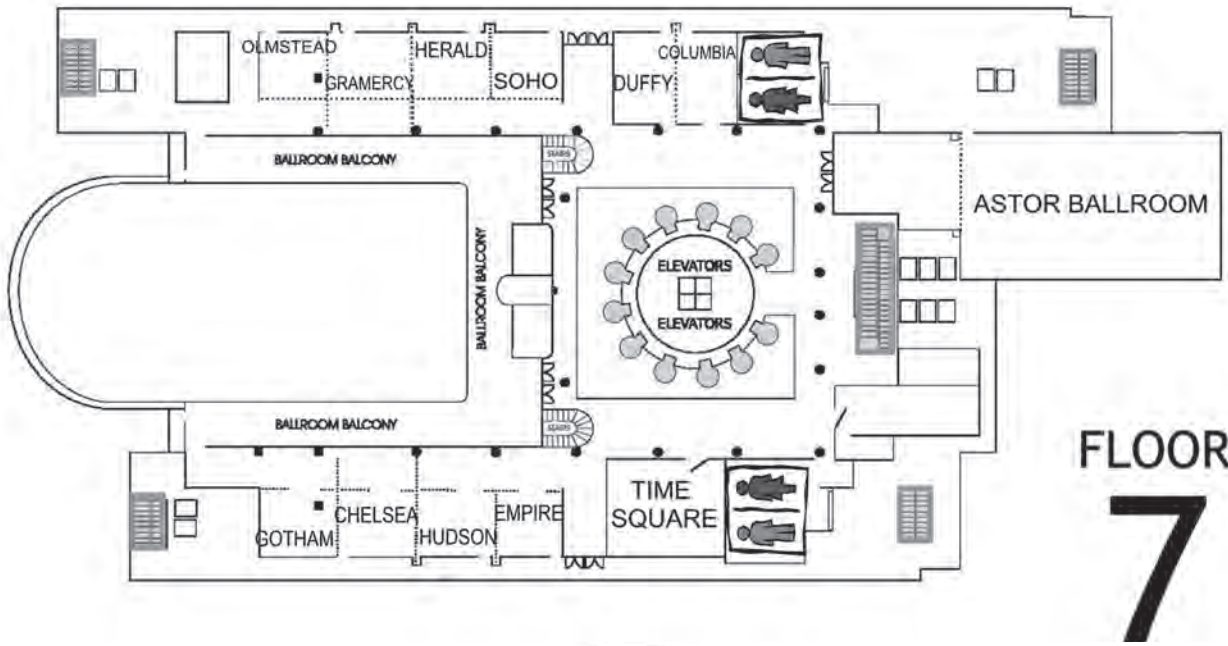 OLMSTEAD
GRAMERCY
HERALD
SOHO
DUFFY
COLUMBIA
BALLROOM BALCONY
STAIRS
ASTOR BALLROOM
BALLROOM BALCONY
ELEVATORS
ELEVATORS
BALLROOM BALCONY
STAIRS
GOTHAM
CHELSEA
HUDSON
EMPIRE
TIME
SQUARE
FLOOR
7